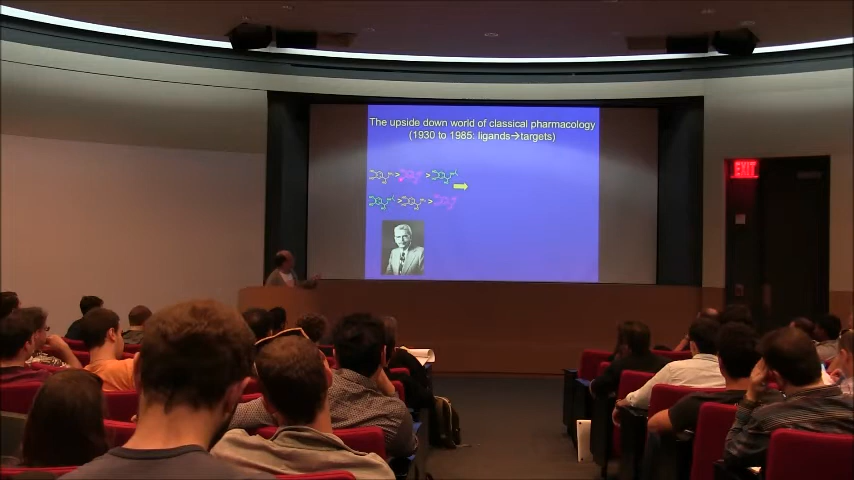 The upside down world of classical pharmacology
(1930 to 1985: ligands→targets)
> >
> >
EXIT